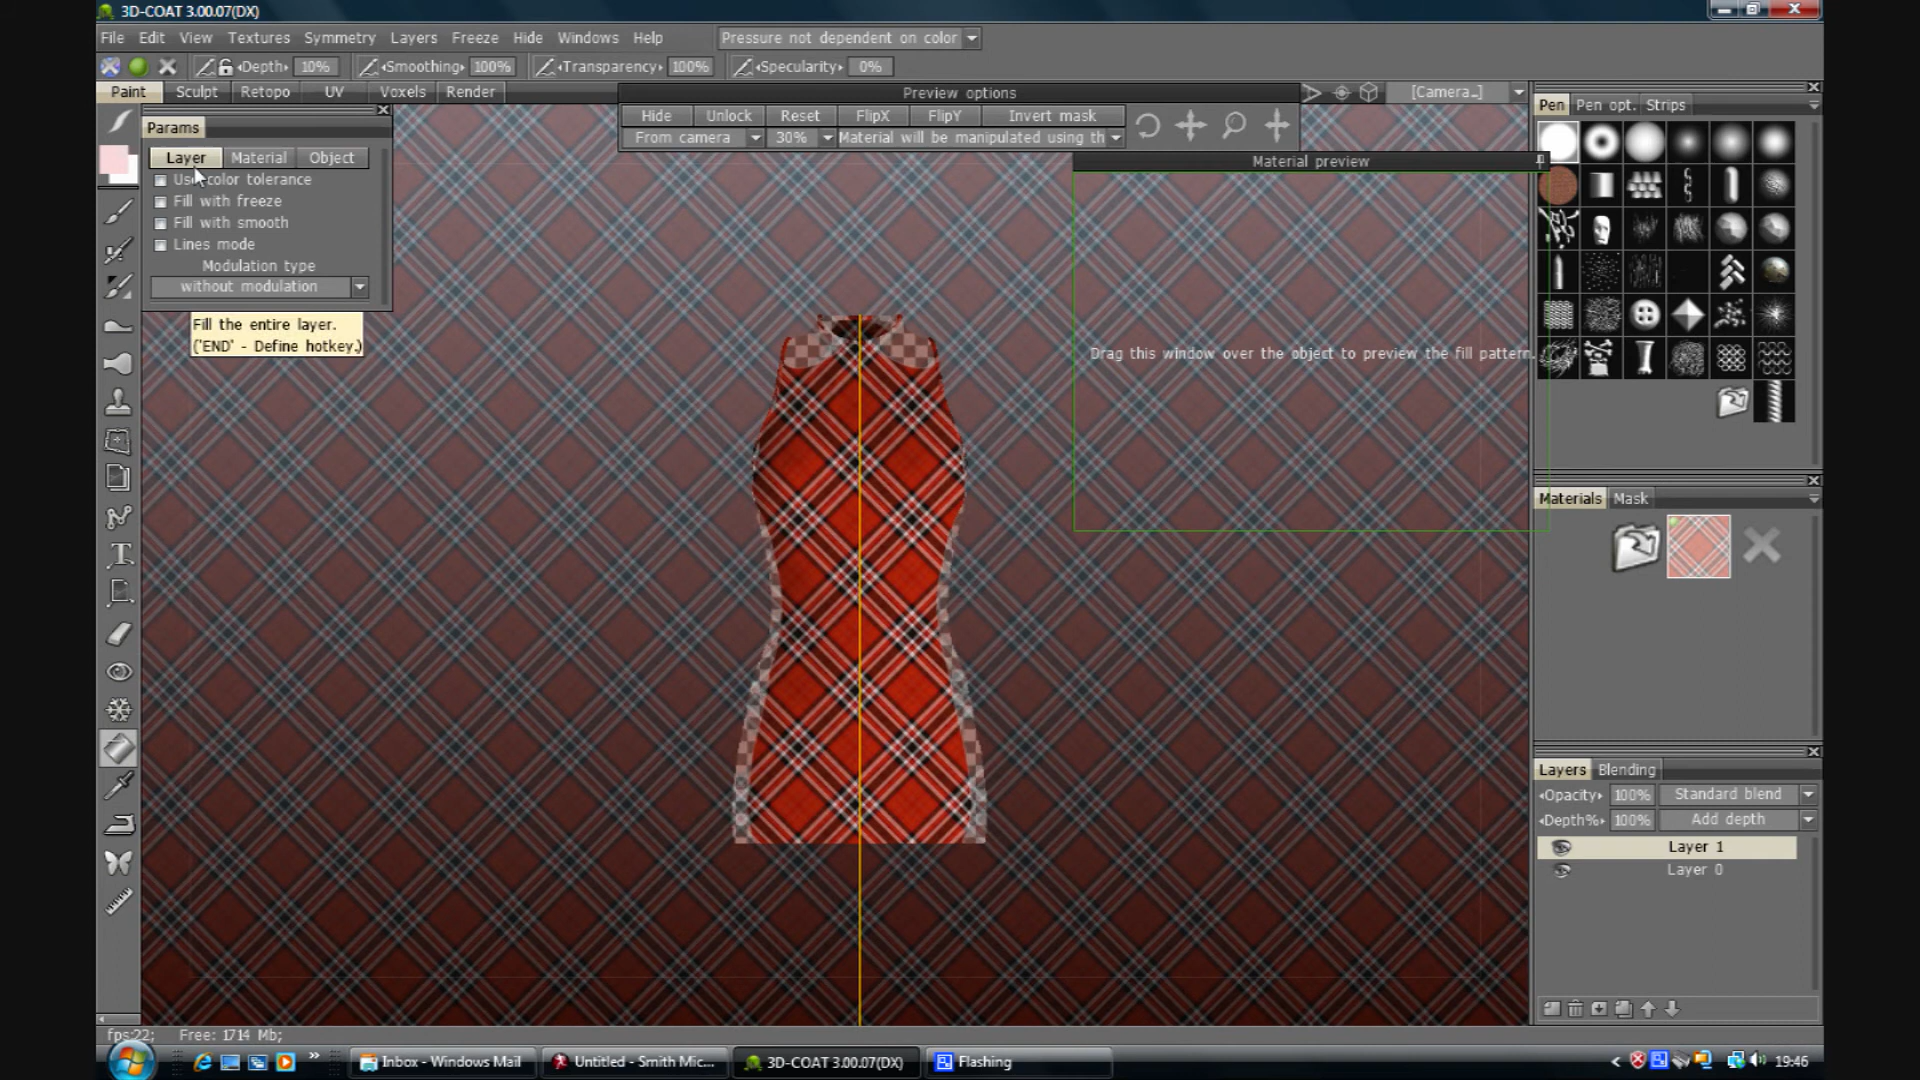 3D-COAT 3.00.07(DX)
File Edit View Textures Symmetry Layers Freeze Hide Windows Help Pressure not dependent on color
Depth 10% Smoothing 100% Transparency 100% Specularity 0%
Paint Sculpt Retopo UV Voxels Render
Preview options
[Camera..]
Hide Unlock Reset FlipX FlipY Invert mask
From camera 30% Material will be manipulated using th
Material preview
Drag this window over the object to preview the fill pattern.
Params
Layer Material Object
Use color tolerance
Fill with freeze
Fill with smooth
Lines mode
Modulation type
without modulation
Fill the entire layer.
('END' - Define hotkey.)
Pen Pen opt. Strips
Materials Mask
Layers Blending
Opacity 100% Standard blend
Depth% 100% Add depth
Layer 1
Layer 0
fps:22; Free: 1714 Mb;
Inbox - Windows Mail Untitled - Smith Mic... 3D-COAT 3.00.07(DX) Flashing 19:46